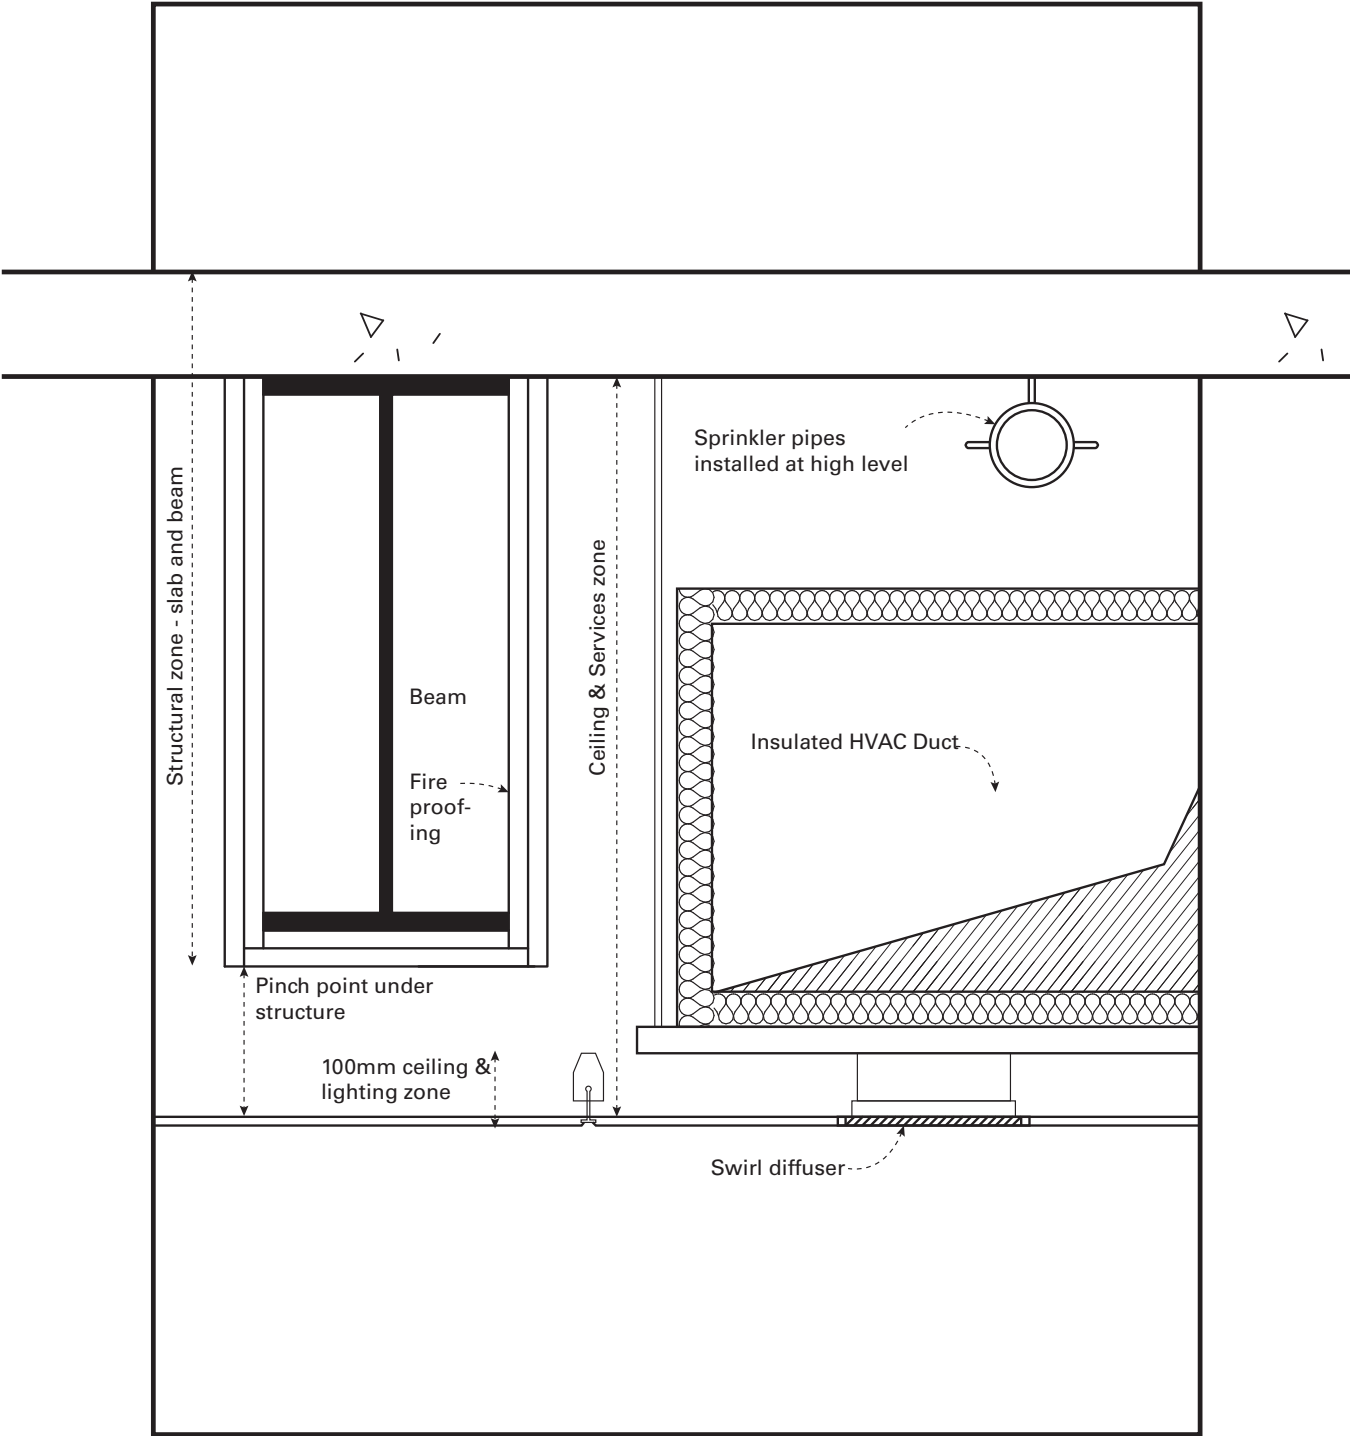 Sprinkler pipes
installed at high level
Structural zone - slab and beam
Ceiling & Services zone
Beam
Insulated HVAC Duct
Fire
proof-
ing
Pinch point under
structure
100mm ceiling &
lighting zone
Swirl diffuser